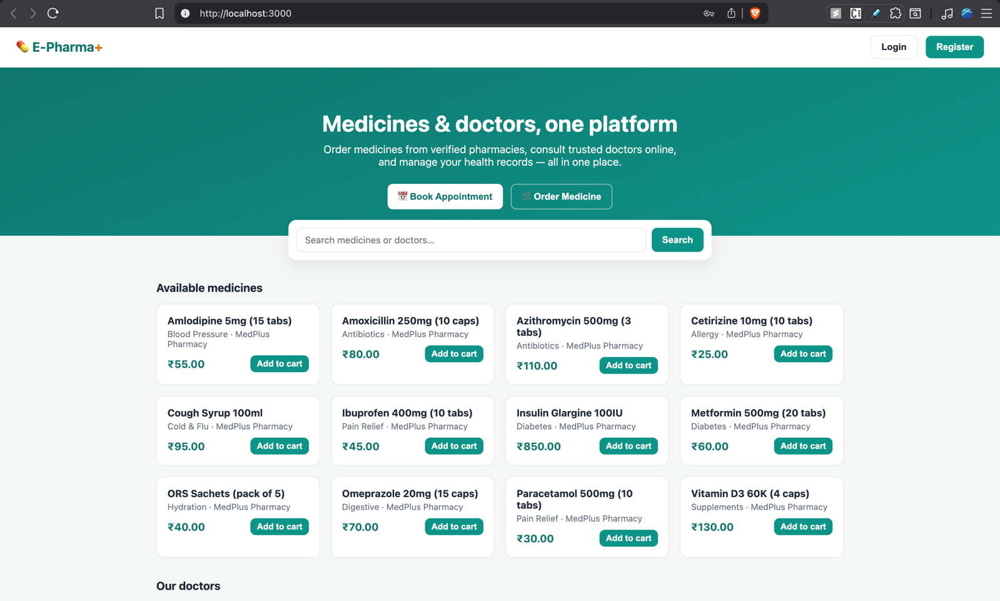 http://localhost:3000
E-Pharma+
Login
Register
Medicines & doctors, one platform
Order medicines from verified pharmacies, consult trusted doctors online,
and manage your health records — all in one place.
Book Appointment
Order Medicine
Search medicines or doctors...
Search
Available medicines
Amlodipine 5mg (15 tabs)
Blood Pressure · MedPlus
Pharmacy
₹55.00
Add to cart
Amoxicillin 250mg (10 caps)
Antibiotics · MedPlus Pharmacy
₹80.00
Add to cart
Azithromycin 500mg (3
tabs)
Antibiotics · MedPlus Pharmacy
₹110.00
Add to cart
Cetirizine 10mg (10 tabs)
Allergy · MedPlus Pharmacy
₹25.00
Add to cart
Cough Syrup 100ml
Cold & Flu · MedPlus Pharmacy
₹95.00
Add to cart
Ibuprofen 400mg (10 tabs)
Pain Relief · MedPlus Pharmacy
₹45.00
Add to cart
Insulin Glargine 100IU
Diabetes · MedPlus Pharmacy
₹850.00
Add to cart
Metformin 500mg (20 tabs)
Diabetes · MedPlus Pharmacy
₹60.00
Add to cart
ORS Sachets (pack of 5)
Hydration · MedPlus Pharmacy
₹40.00
Add to cart
Omeprazole 20mg (15 caps)
Digestive · MedPlus Pharmacy
₹70.00
Add to cart
Paracetamol 500mg (10
tabs)
Pain Relief · MedPlus Pharmacy
₹30.00
Add to cart
Vitamin D3 60K (4 caps)
Supplements · MedPlus Pharmacy
₹130.00
Add to cart
Our doctors